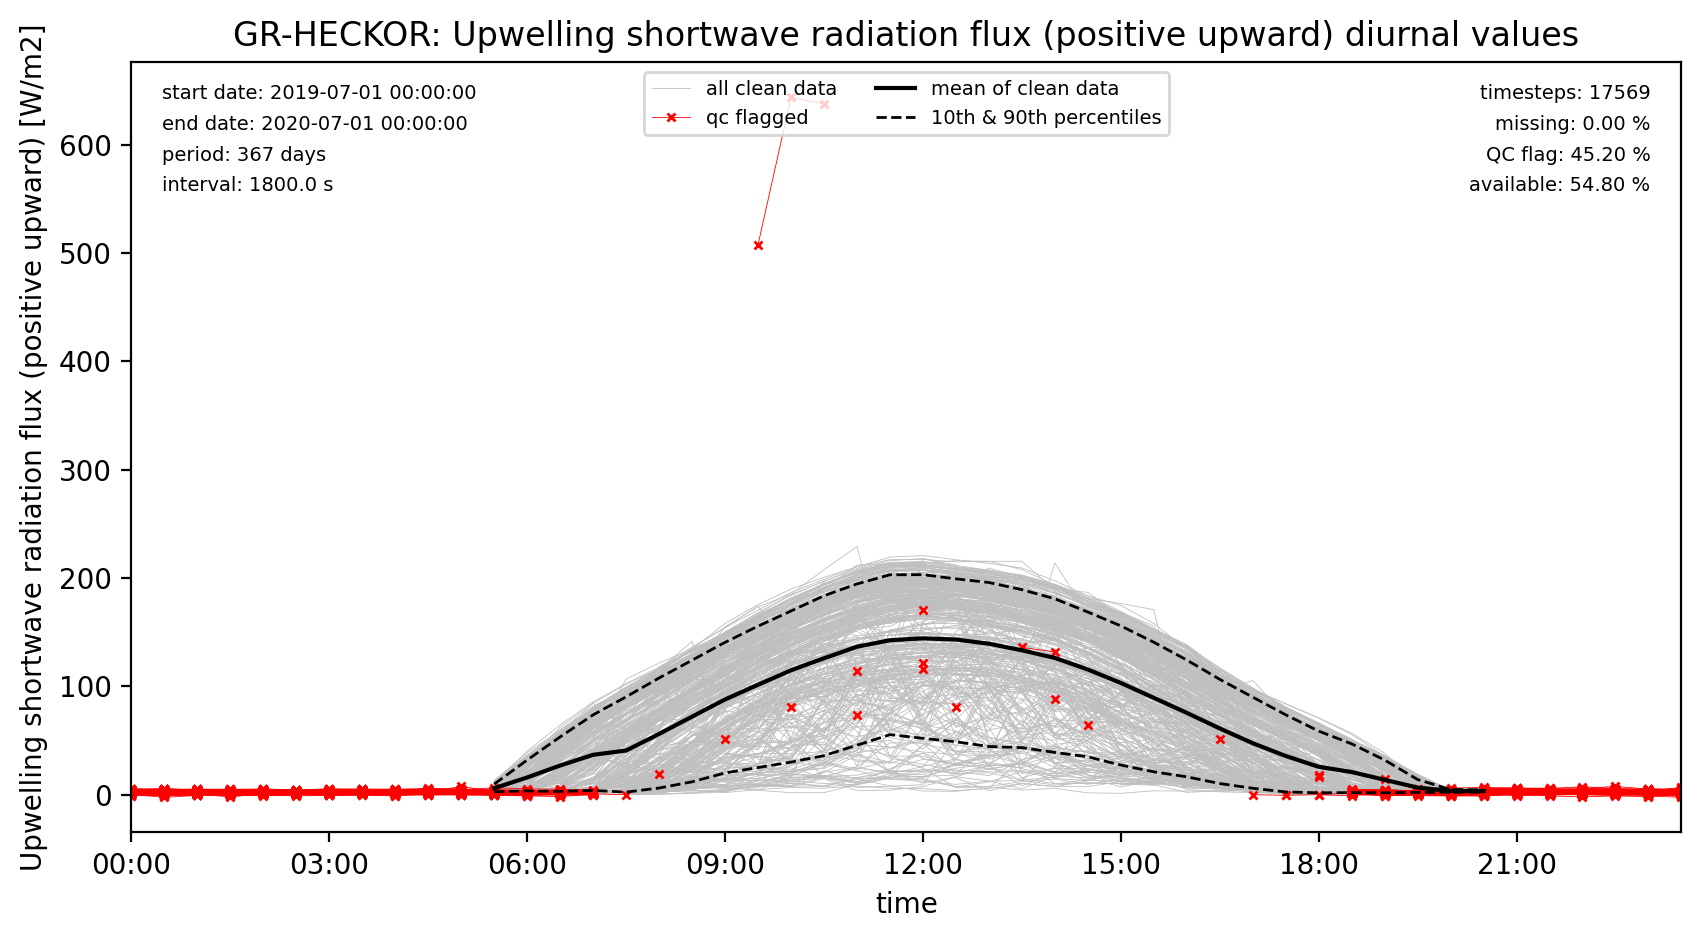 GR-HECKOR: Upwelling shortwave radiation flux (positive upward) diurnal values
start date: 2019-07-01 00:00:00
end date: 2020-07-01 00:00:00
period: 367 days
interval: 1800.0 s
all clean data
qc flagged
mean of clean data
10th & 90th percentiles
timesteps: 17569
missing: 0.00 %
QC flag: 45.20 %
available: 54.80 %
Upwelling shortwave radiation flux (positive upward) [W/m2]
600
500
400
300
200
100
0
00:00 03:00 06:00 09:00 12:00 15:00 18:00 21:00
time